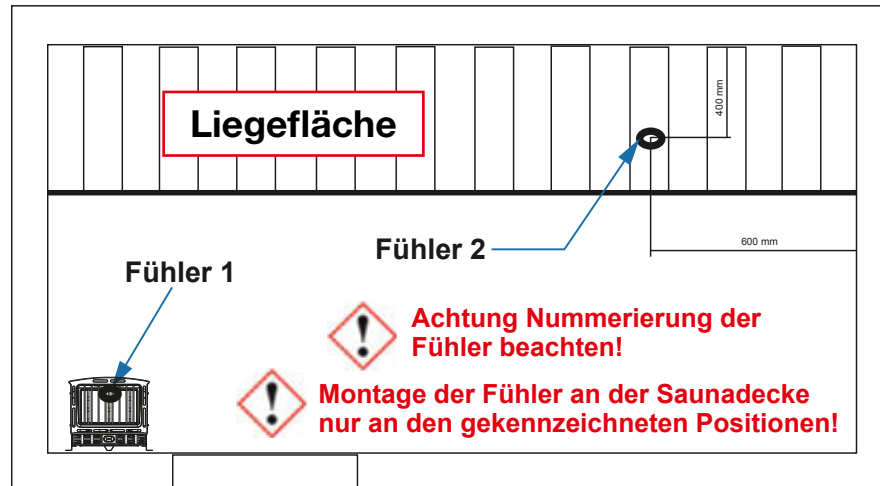 Liegefläche
400 mm
Fühler 2
600 mm
Fühler 1
Achtung Nummerierung der
Fühler beachten!
Montage der Fühler an der Saunadecke
nur an den gekennzeichneten Positionen!